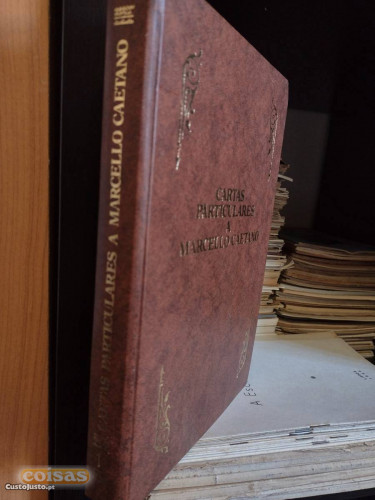 CARTAS PARTICULARES A MARCELLO CAETANO
CARTAS
PARTICULARES
A
MARCELLO CAETANO
coisas
CustoJusto.pt